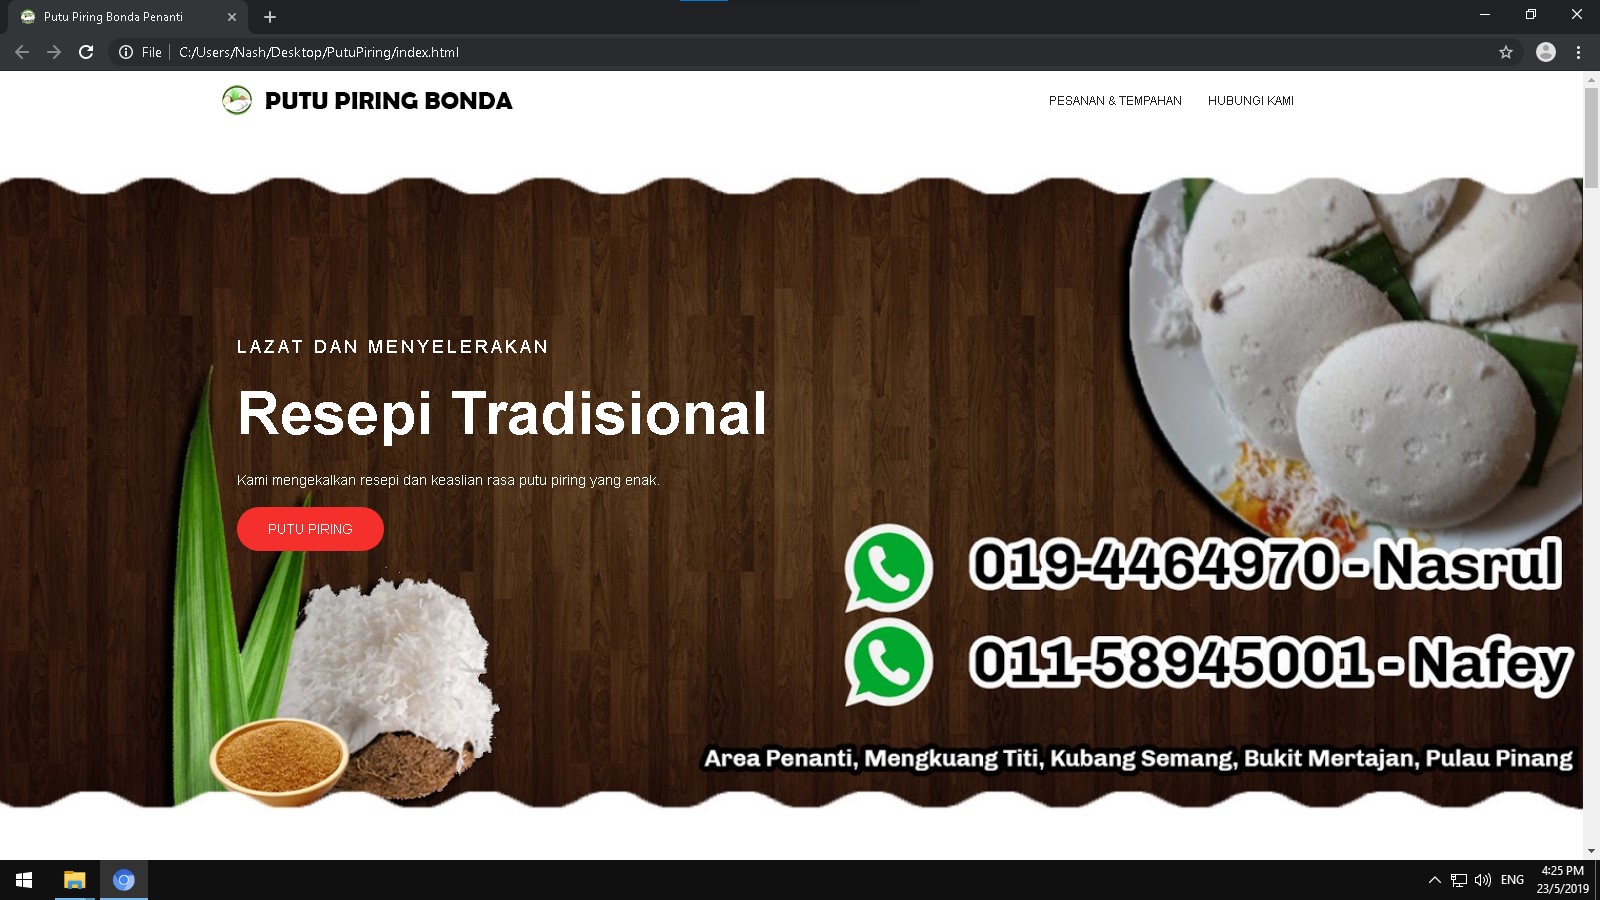 Putu Piring Bonda Penanti
File
C:/Users/Nash/Desktop/PutuPiring/index.html
PUTU PIRING BONDA
PESANAN & TEMPAHAN
HUBUNGI KAMI
LAZAT DAN MENYELERAKAN
Resepi Tradisional
Kami mengekalkan resepi dan keaslian rasa putu piring yang enak.
PUTU PIRING
019-4464970 - Nasrul
011-58945001 - Nafey
Area Penanti, Mengkuang Titi, Kubang Semang, Bukit Mertajan, Pulau Pinang
ENG
4:25 PM
23/5/2019